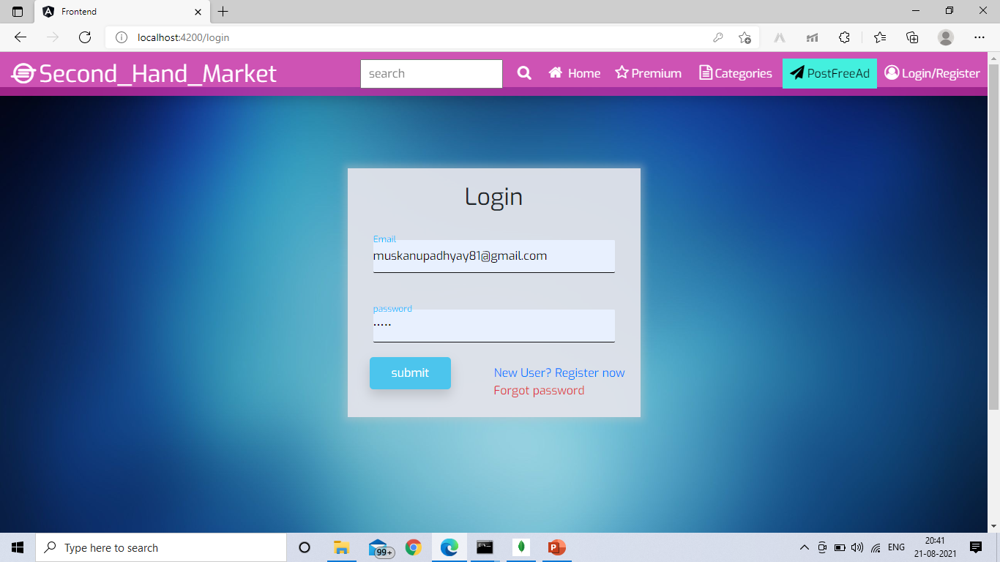 Frontend
localhost:4200/login
Second_Hand_Market
search
Home
Premium
Categories
PostFreeAd
Login/Register
Login
Email
muskanupadhyay81@gmail.com
password
•••••
submit
New User? Register now
Forgot password
Type here to search
99+
ENG
20:41
21-08-2021